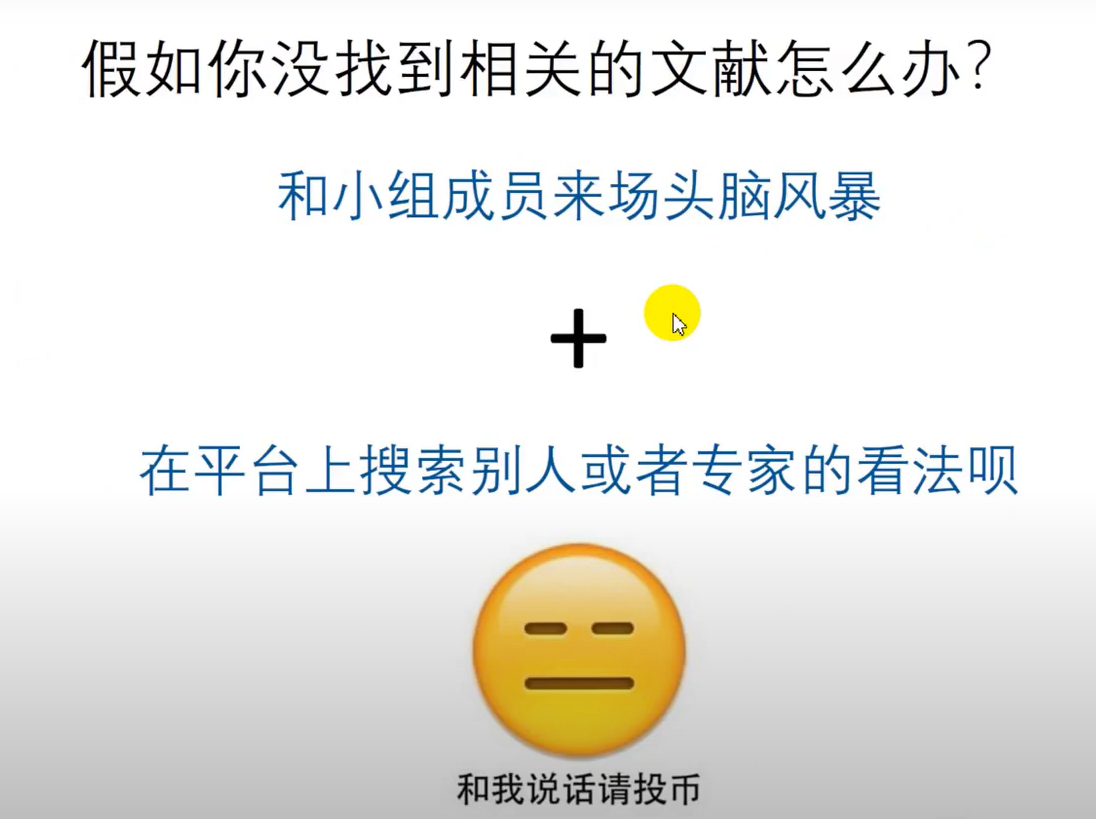 假如你没找到相关的文献怎么办?
和小组成员来场头脑风暴
+
在平台上搜索别人或者专家的看法呗
和我说话请投币